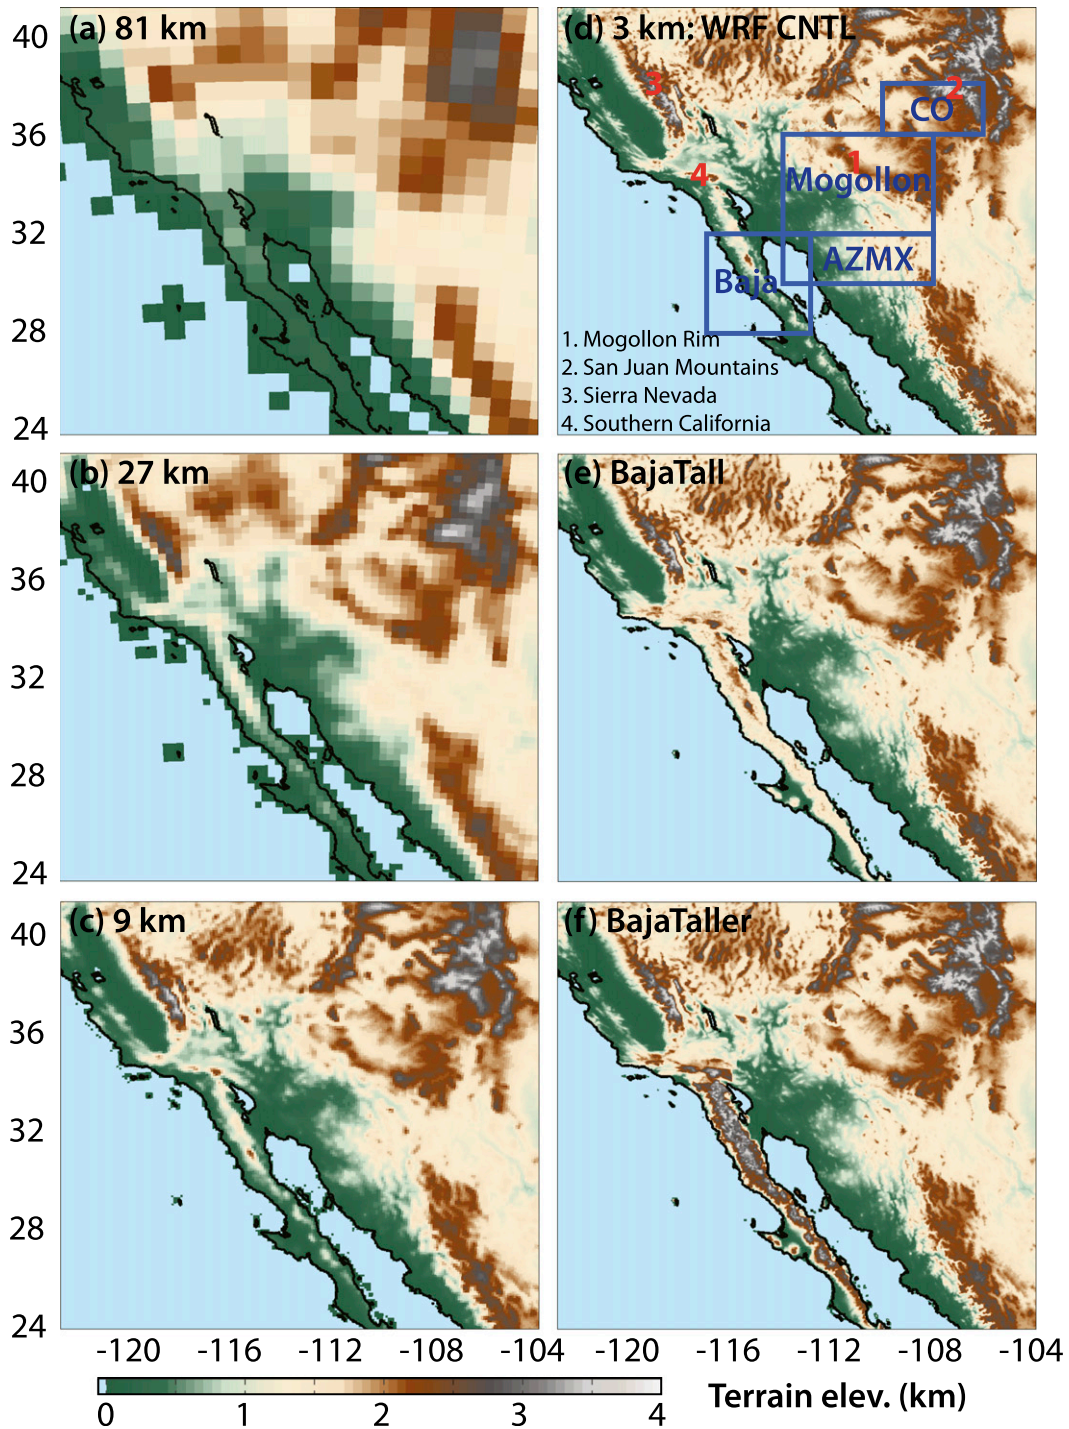 (a) 81 km
40
36
32
28
24
(d) 3 km: WRF CNTL
3
2
CO
1
4
Mogollon
AZMX
Baja
1. Mogollon Rim
2. San Juan Mountains
3. Sierra Nevada
4. Southern California
(b) 27 km
40
36
32
28
24
(e) BajaTall
(c) 9 km
40
36
32
28
24
(f) BajaTaller
-120 -116 -112 -108 -104
-120 -116 -112 -108 -104
0 1 2 3 4
Terrain elev. (km)